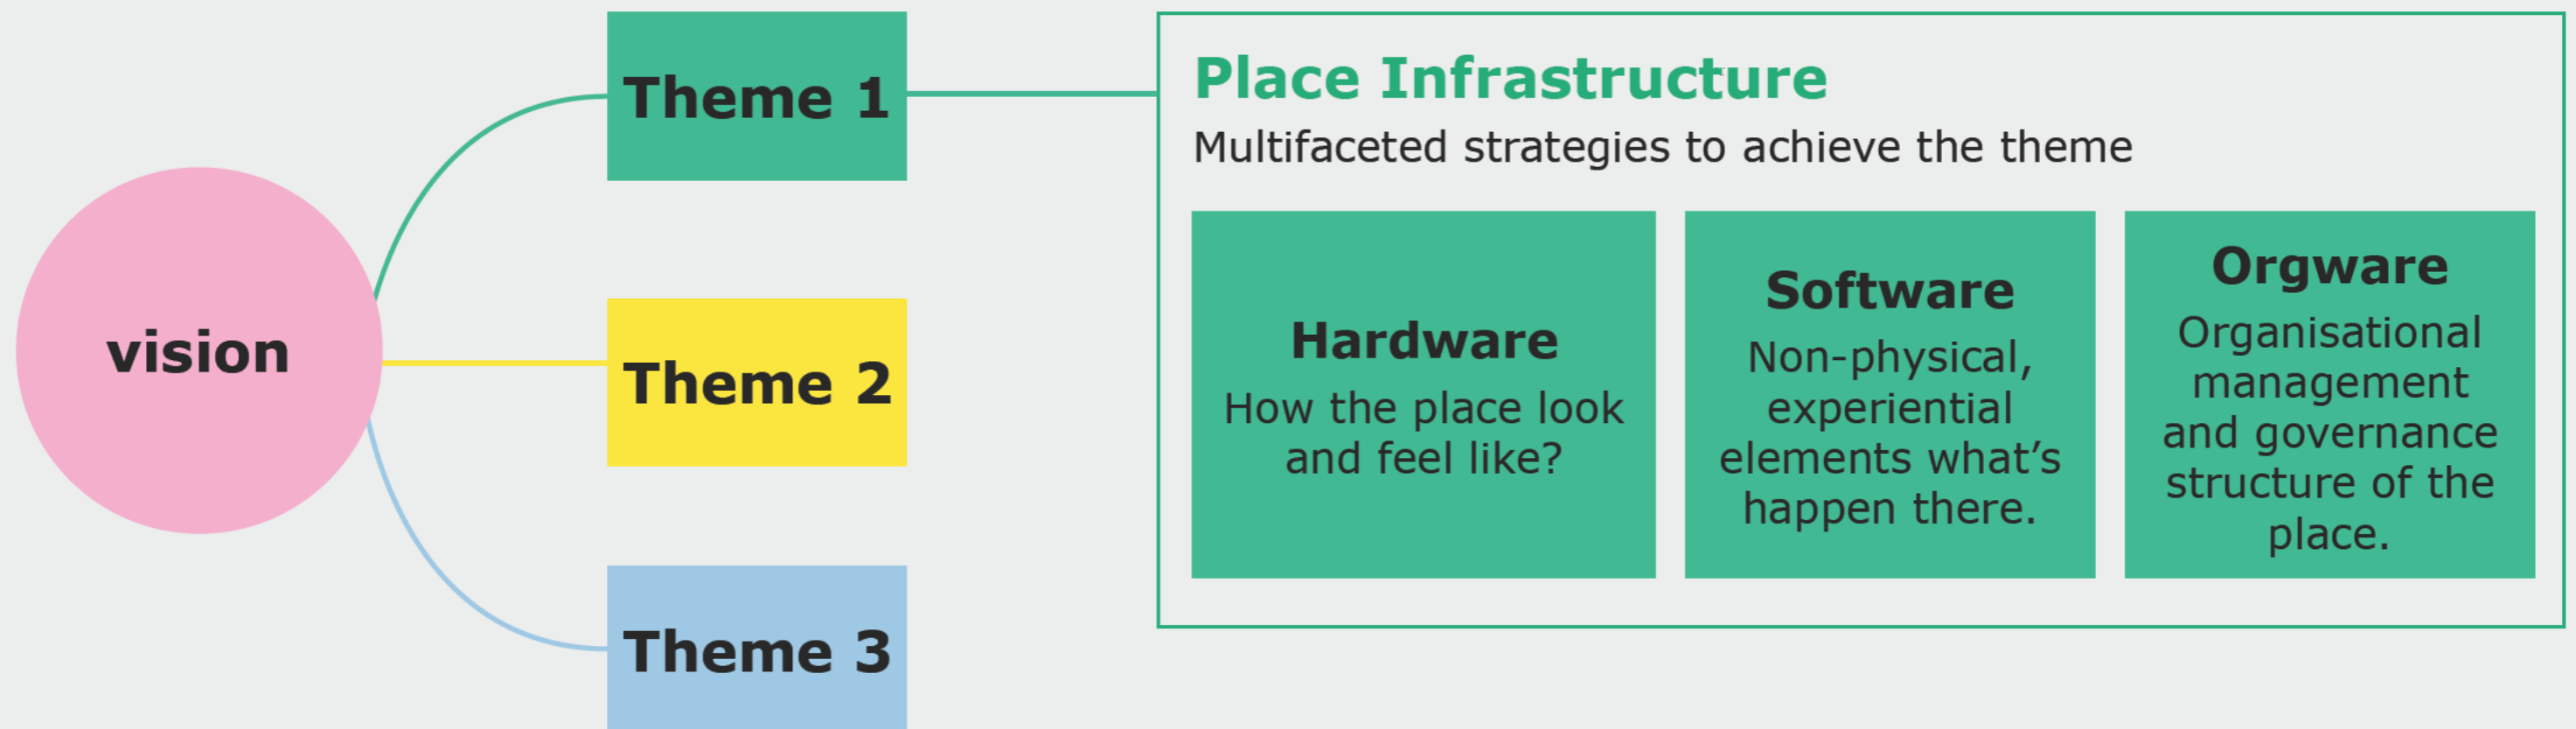 vision
Theme 1
Theme 2
Theme 3
Place Infrastructure
Multifaceted strategies to achieve the theme
Hardware
How the place look
and feel like?
Software
Non-physical,
experiential
elements what’s
happen there.
Orgware
Organisational
management
and governance
structure of the
place.